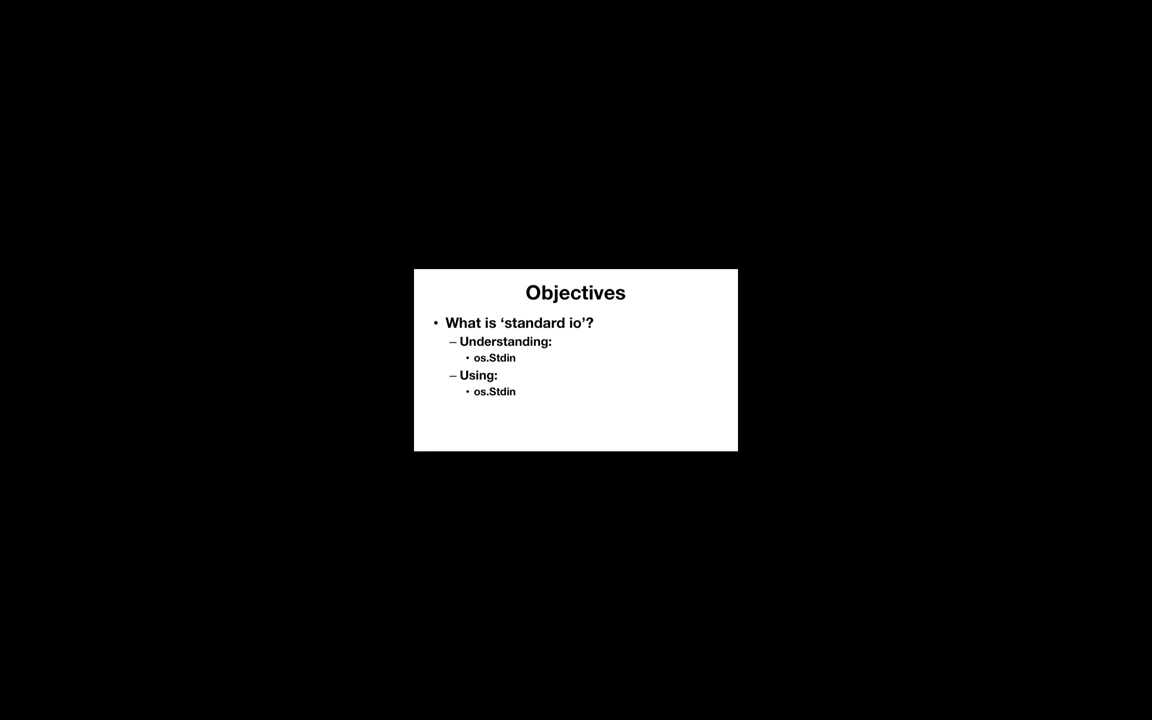 Objectives
• What is ‘standard io’?
– Understanding:
• os.Stdin
– Using:
• os.Stdin